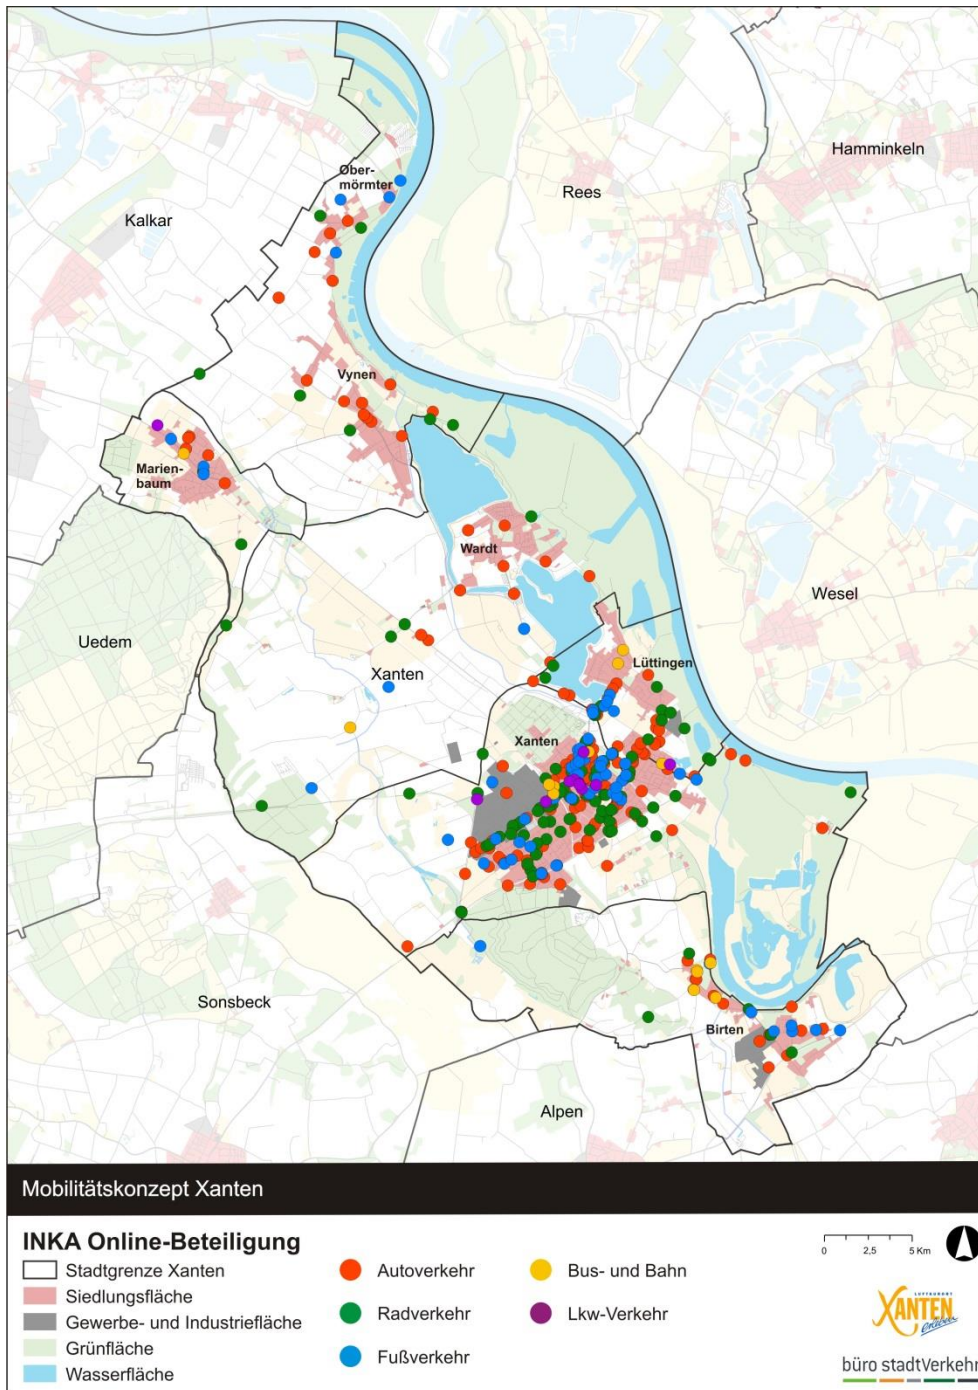 Hamminkeln
Ober-
mörmter
Rees
Kalkar
Vynen
Marien-
baum
Wardt
Wesel
Uedem
Lüttingen
Xanten
Xanten
Sonsbeck
Birten
Alpen
Mobilitätskonzept Xanten
INKA Online-Beteiligung
Stadtgrenze Xanten
Siedlungsfläche
Gewerbe- und Industriefläche
Grünfläche
Wasserfläche
Autoverkehr
Radverkehr
Fußverkehr
Bus- und Bahn
Lkw-Verkehr
0 2,5 5 Km
LUFTKURORT
XANTEN
erleben
büro stadtVerkehr